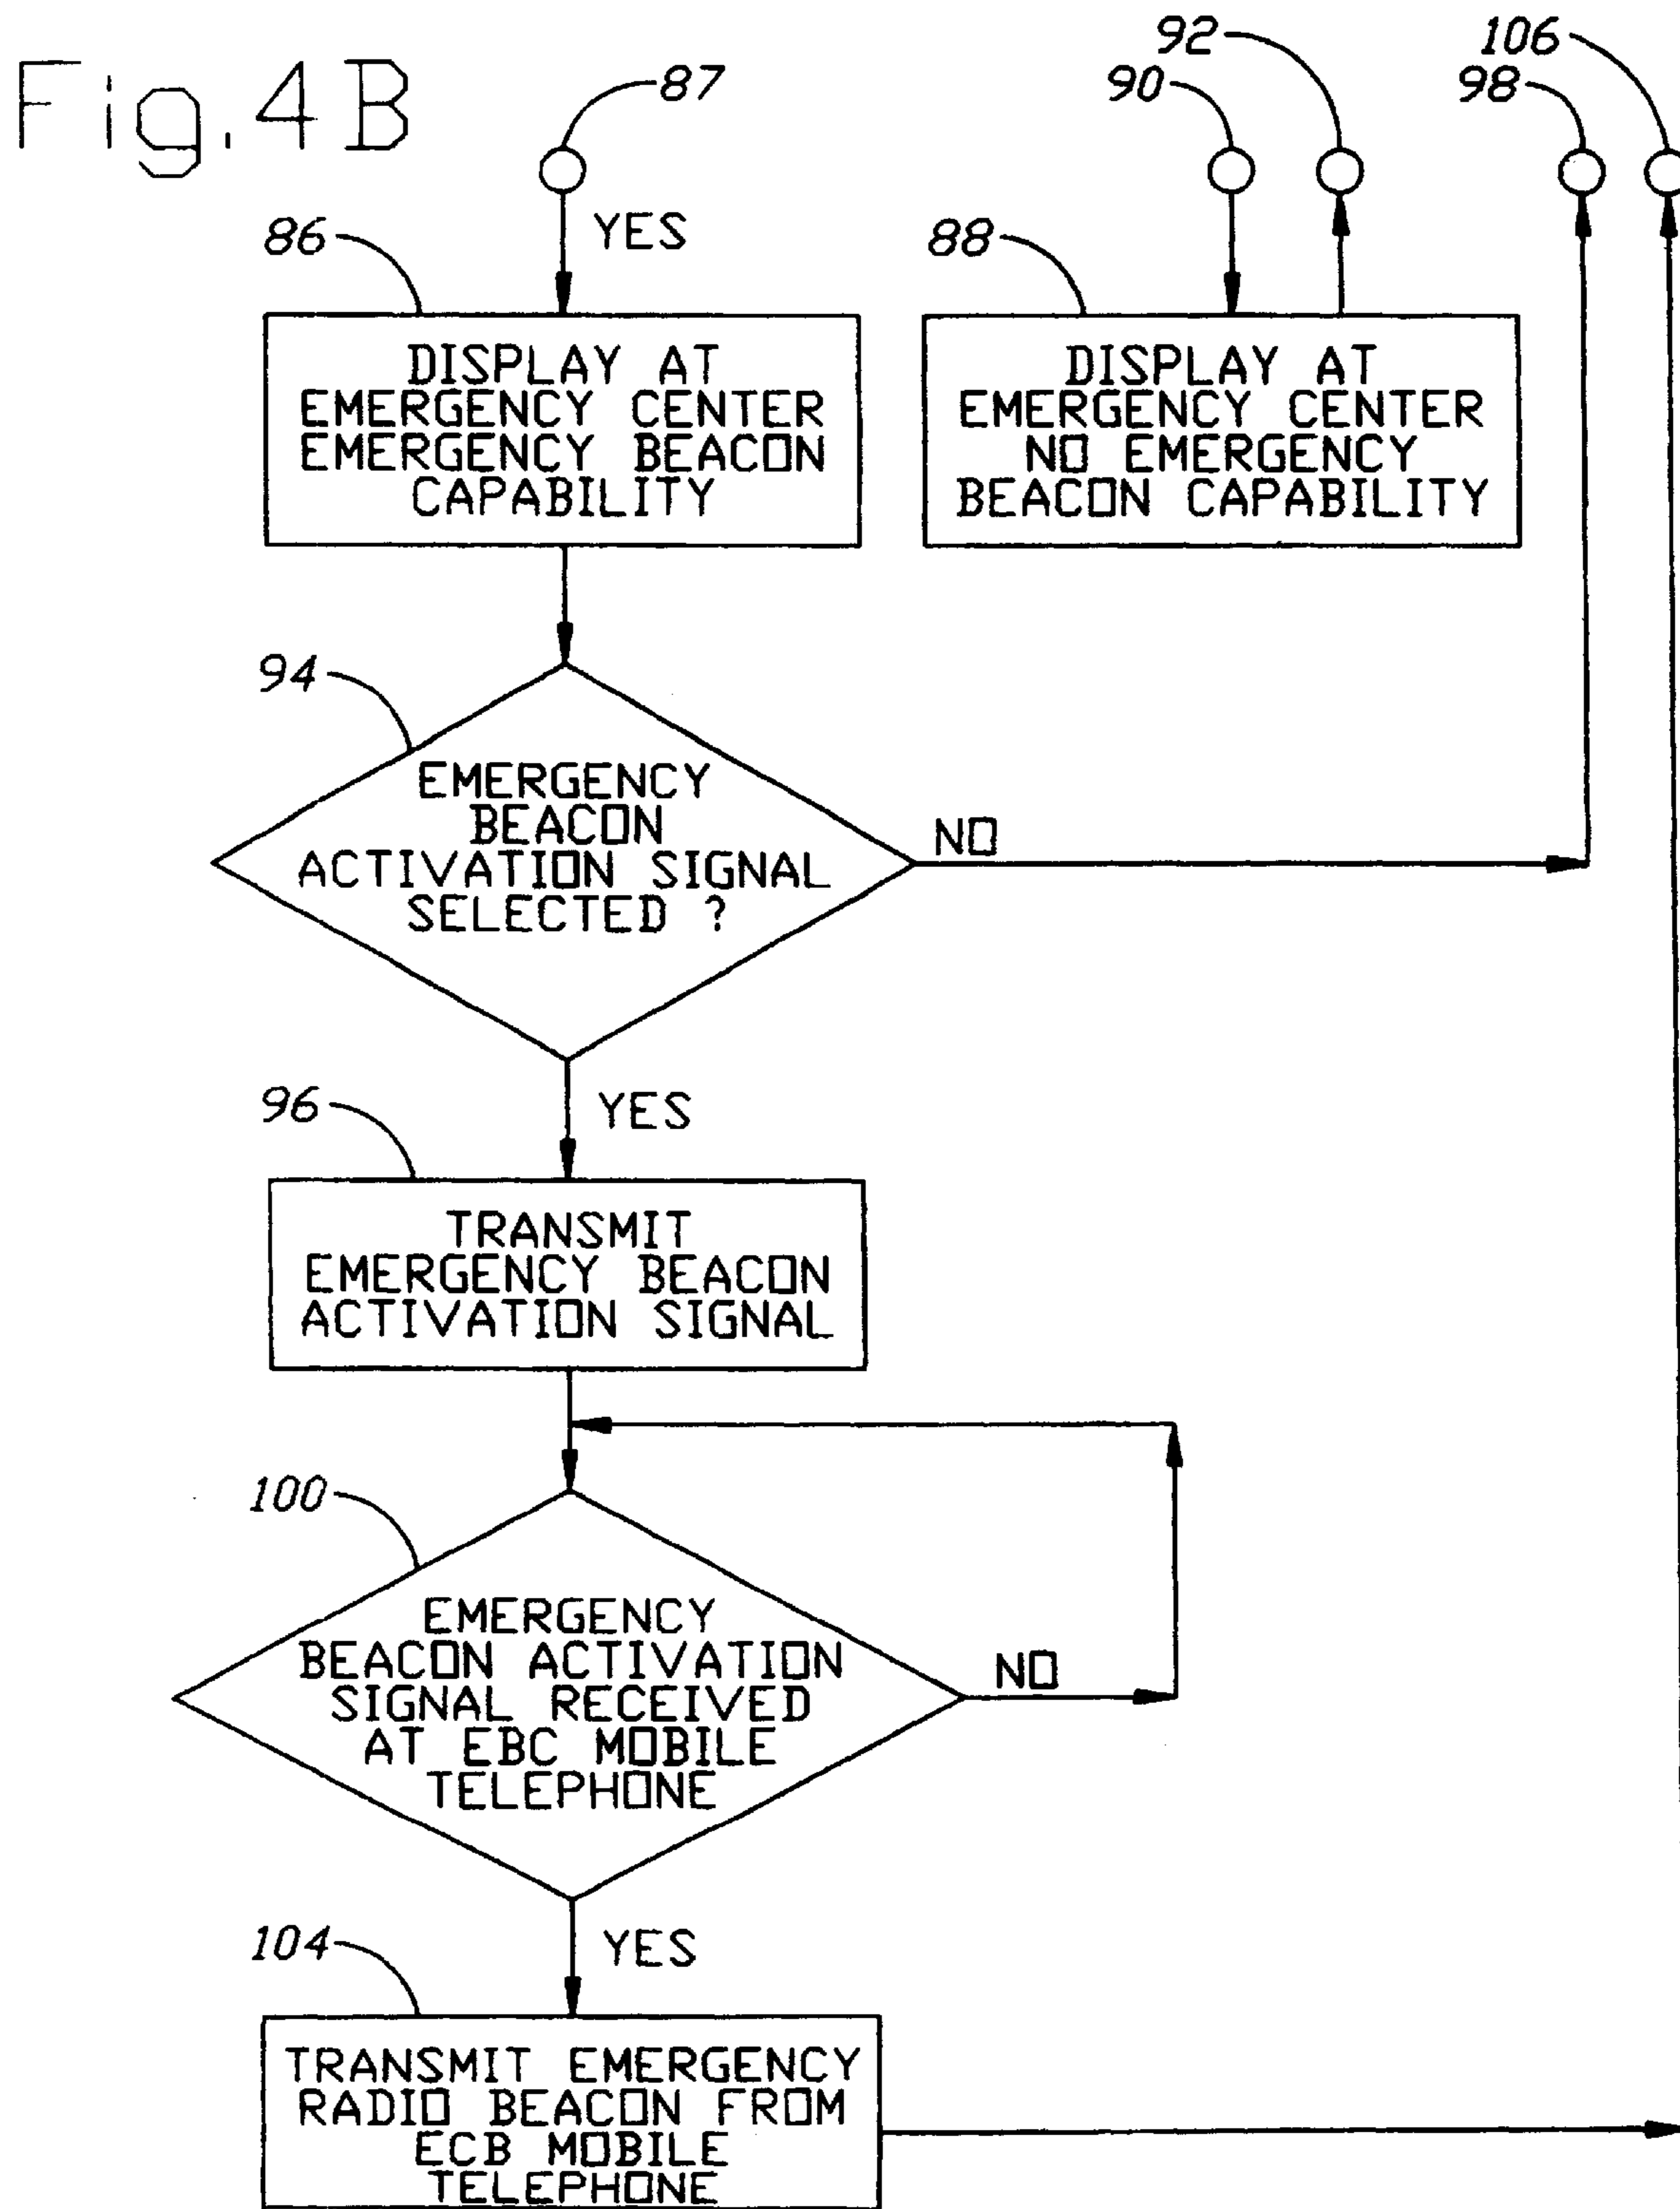 Fig.4B
87
92
90
106
98
YES
86
88
DISPLAY AT
EMERGENCY CENTER
EMERGENCY BEACON
CAPABILITY
DISPLAY AT
EMERGENCY CENTER
NO EMERGENCY
BEACON CAPABILITY
94
EMERGENCY
BEACON
ACTIVATION SIGNAL
SELECTED ?
NO
YES
96
TRANSMIT
EMERGENCY BEACON
ACTIVATION SIGNAL
100
EMERGENCY
BEACON ACTIVATION
SIGNAL RECEIVED
AT EBC MOBILE
TELEPHONE
NO
YES
104
TRANSMIT EMERGENCY
RADIO BEACON FROM
ECB MOBILE
TELEPHONE